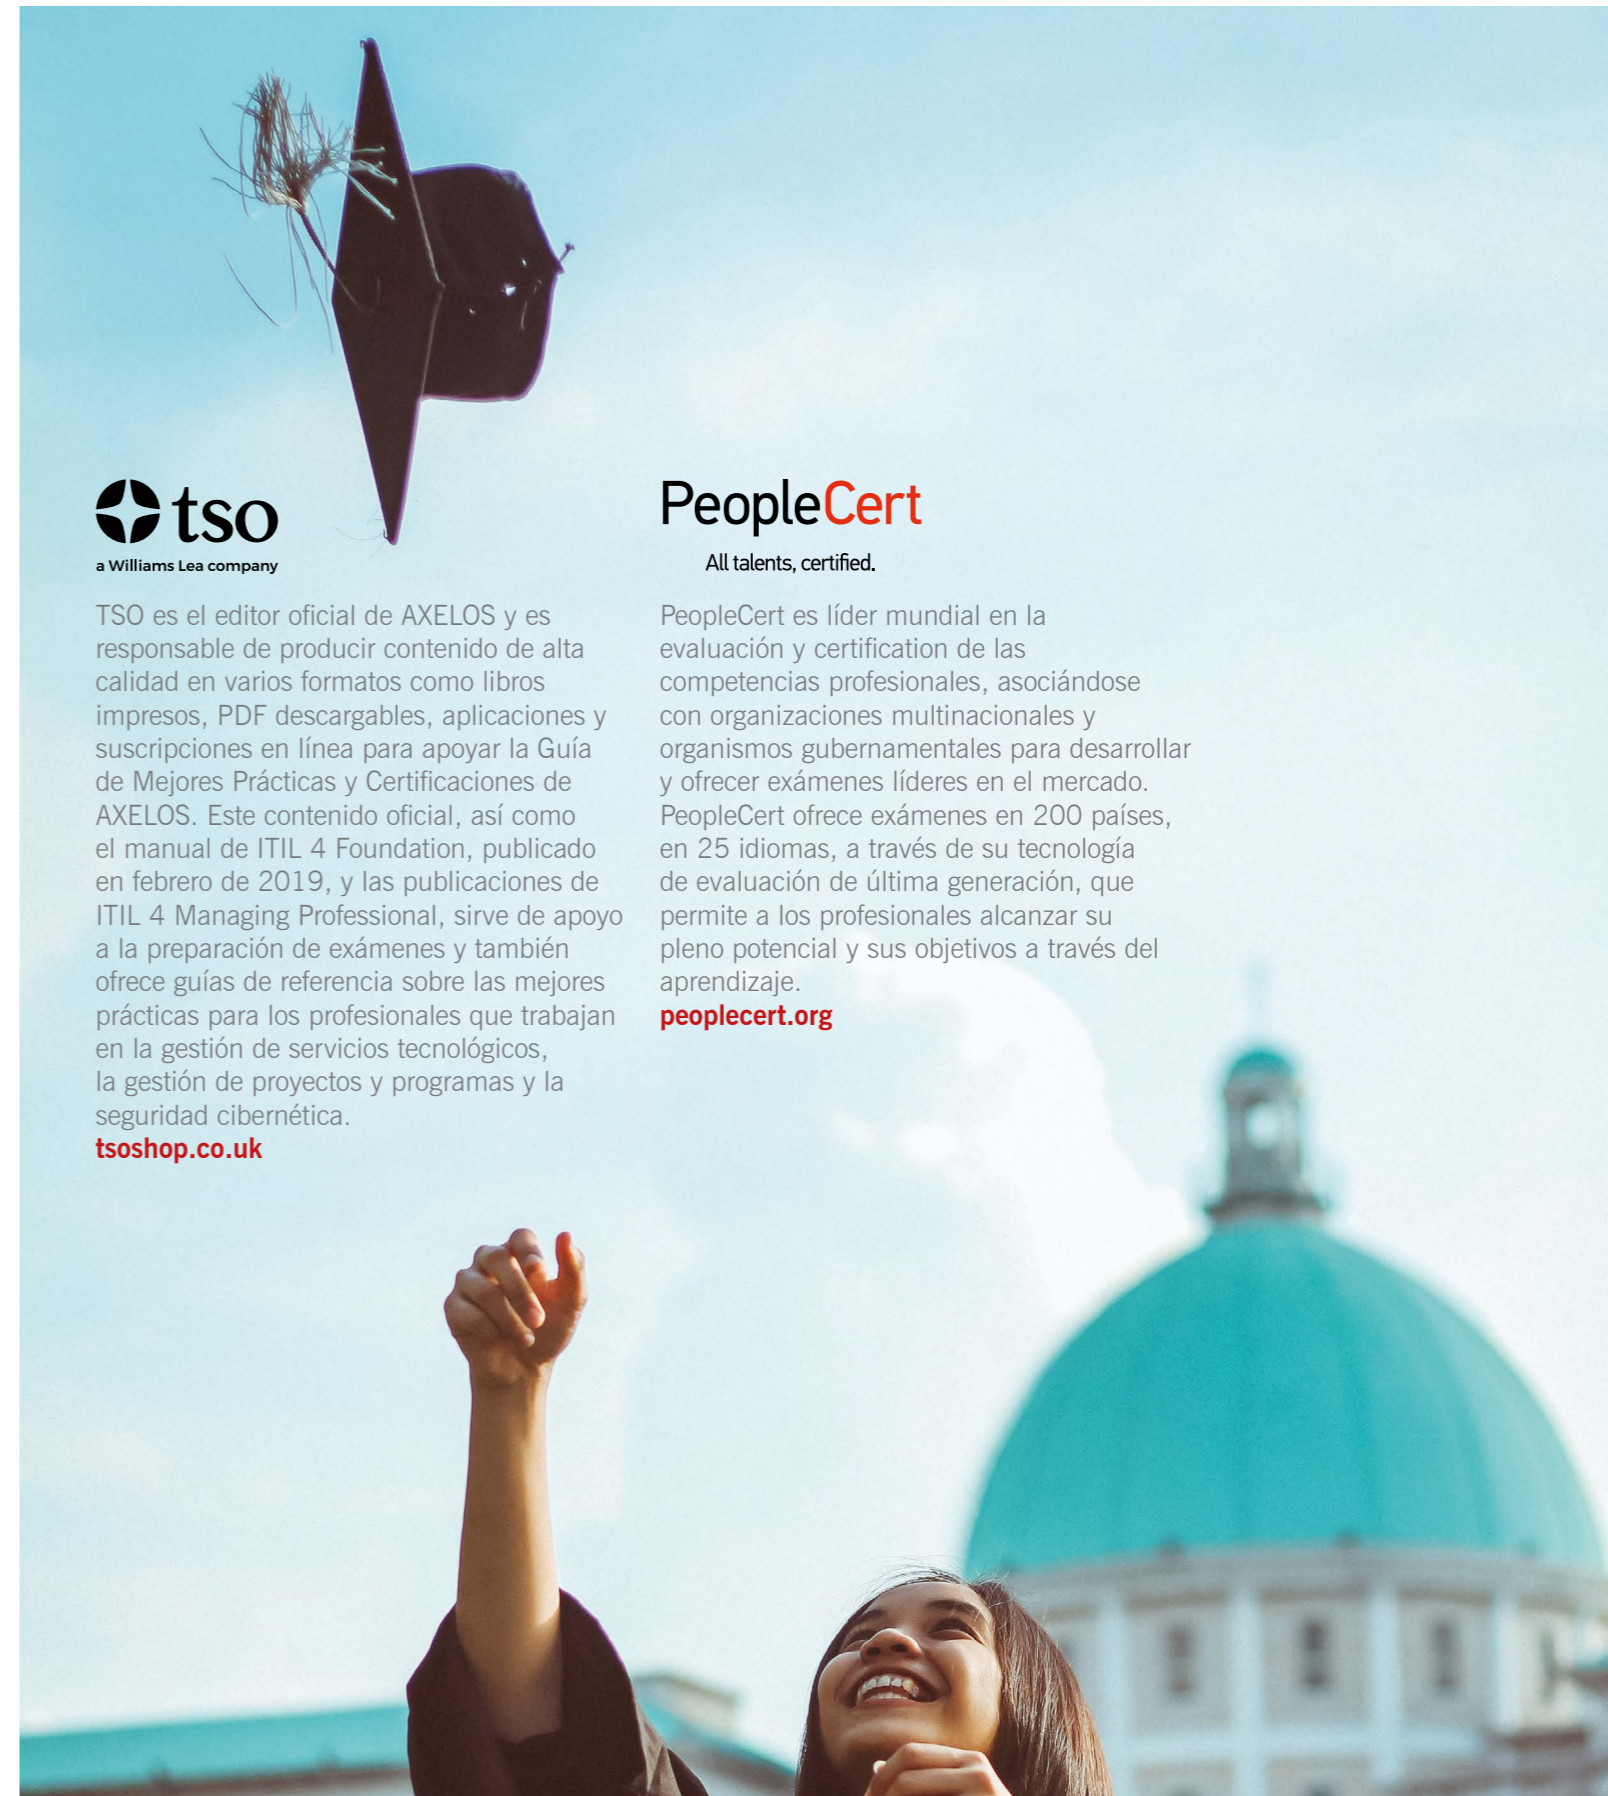 tso
a Williams Lea company
TSO es el editor oficial de AXELOS y es
responsable de producir contenido de alta
calidad en varios formatos como libros
impresos, PDF descargables, aplicaciones y
suscripciones en línea para apoyar la Guía
de Mejores Prácticas y Certificaciones de
AXELOS. Este contenido oficial, así como
el manual de ITIL 4 Foundation, publicado
en febrero de 2019, y las publicaciones de
ITIL 4 Managing Professional, sirve de apoyo
a la preparación de exámenes y también
ofrece guías de referencia sobre las mejores
prácticas para los profesionales que trabajan
en la gestión de servicios tecnológicos,
la gestión de proyectos y programas y la
seguridad cibernética.
tsoshop.co.uk
PeopleCert
All talents, certified.
PeopleCert es líder mundial en la
evaluación y certification de las
competencias profesionales, asociándose
con organizaciones multinacionales y
organismos gubernamentales para desarrollar
y ofrecer exámenes líderes en el mercado.
PeopleCert ofrece exámenes en 200 países,
en 25 idiomas, a través de su tecnología
de evaluación de última generación, que
permite a los profesionales alcanzar su
pleno potencial y sus objetivos a través del
aprendizaje.
peoplecert.org